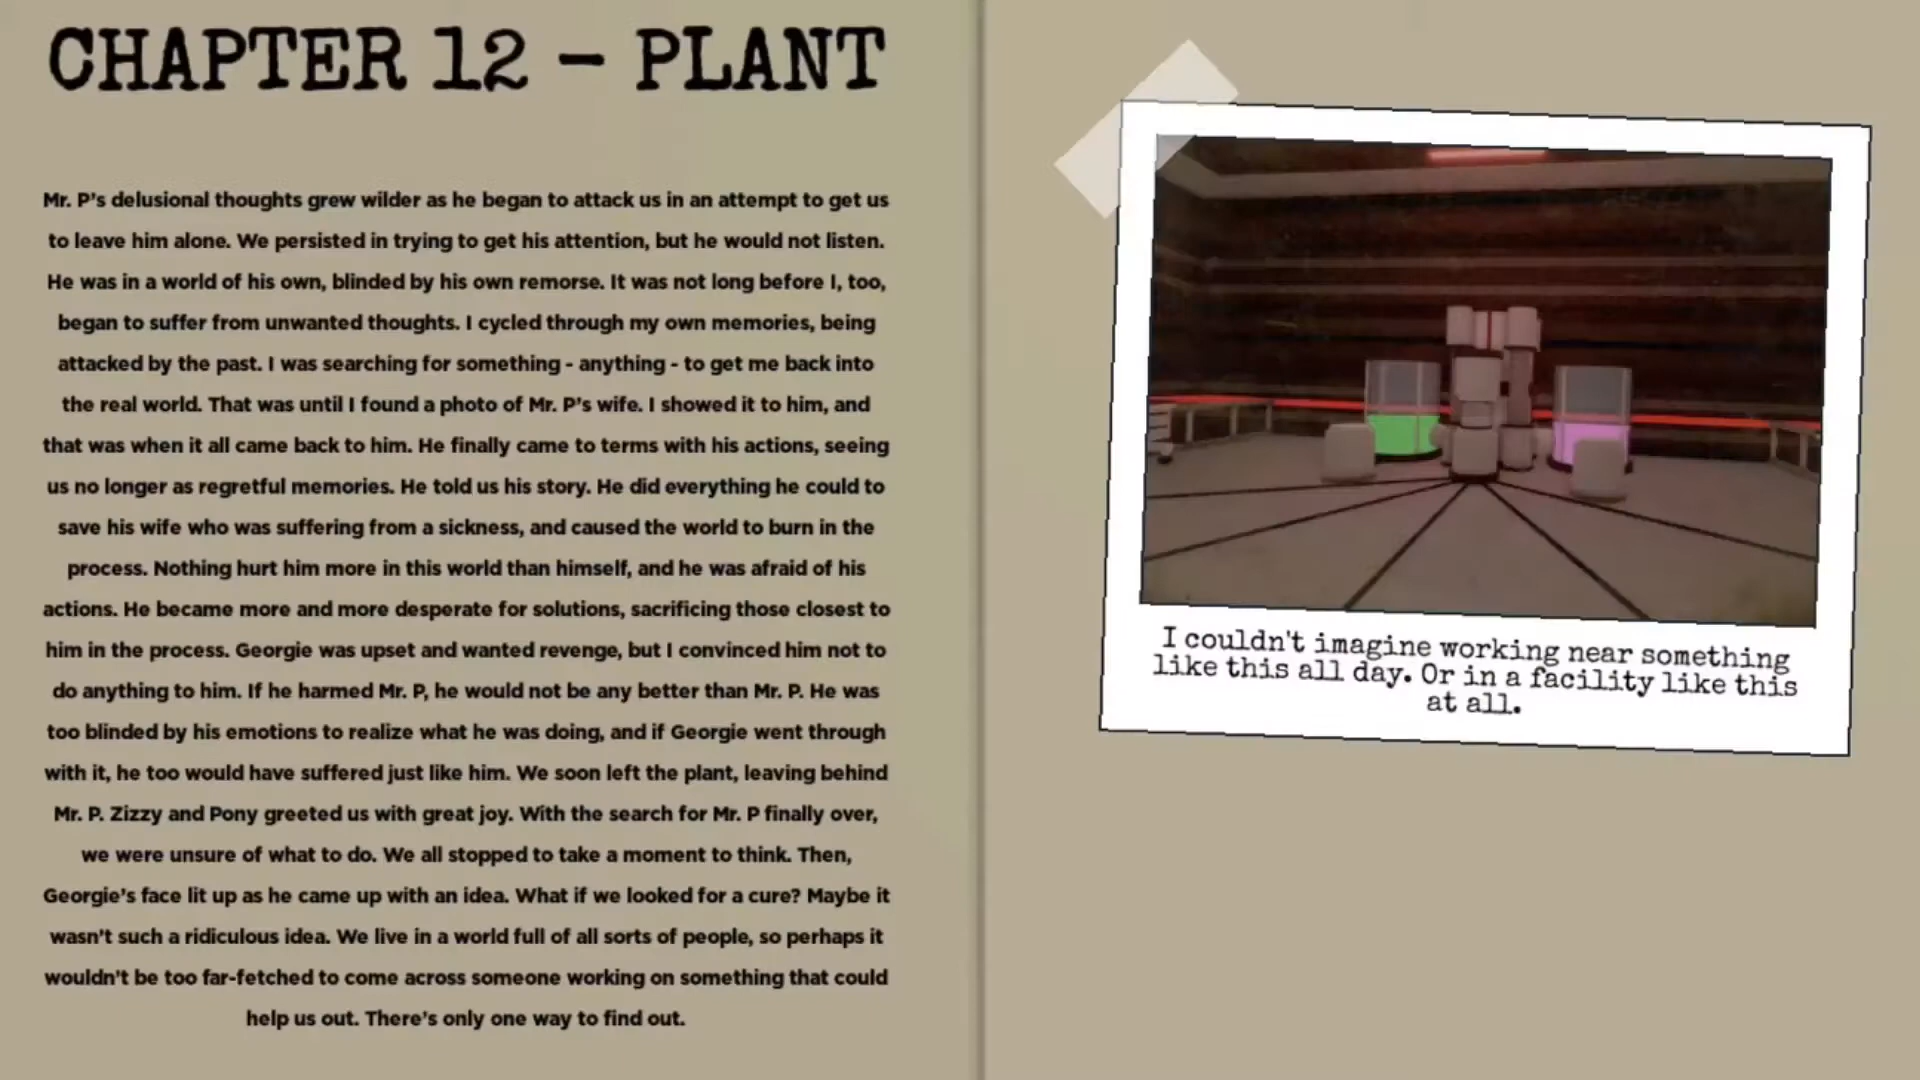 CHAPTER 12 - PLANT
Mr. P's delusional thoughts grew wilder as he began to attack us in an attempt to get us
to leave him alone. We persisted in trying to get his attention, but he would not listen.
He was in a world of his own, blinded by his own remorse. It was not long before I, too,
began to suffer from unwanted thoughts. I cycled through my own memories, being
attacked by the past. I was searching for something - anything - to get me back into
the real world. That was until I found a photo of Mr. P's wife. I showed it to him, and
that was when it all came back to him. He finally came to terms with his actions, seeing
us no longer as regretful memories. He told us his story. He did everything he could to
save his wife who was suffering from a sickness, and caused the world to burn in the
process. Nothing hurt him more in this world than himself, and he was afraid of his
actions. He became more and more desperate for solutions, sacrificing those closest to
him in the process. Georgie was upset and wanted revenge, but I convinced him not to
do anything to him. If he harmed Mr. P, he would not be any better than Mr. P. He was
too blinded by his emotions to realize what he was doing, and if Georgie went through
with it, he too would have suffered just like him. We soon left the plant, leaving behind
Mr. P. Zizzy and Pony greeted us with great joy. With the search for Mr. P finally over,
we were unsure of what to do. We all stopped to take a moment to think. Then,
Georgie's face lit up as he came up with an idea. What if we looked for a cure? Maybe it
wasn't such a ridiculous idea. We live in a world full of all sorts of people, so perhaps it
wouldn't be too far-fetched to come across someone working on something that could
help us out. There's only one way to find out.
I couldn't imagine working near something
like this all day. Or in a facility like this
at all.